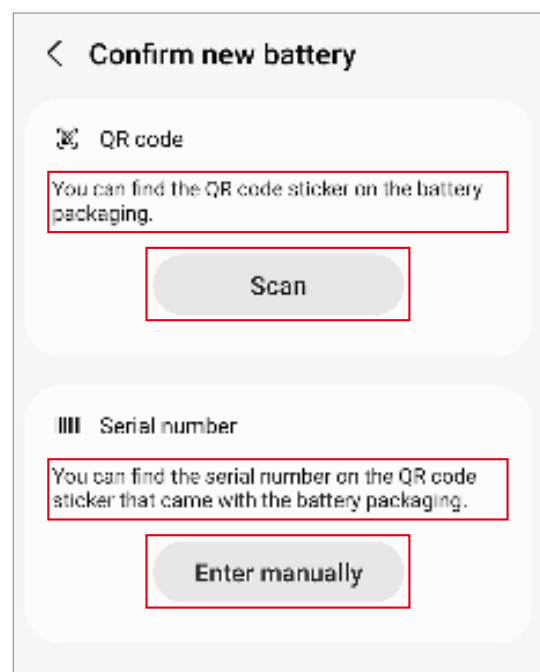 Confirm new battery
QR code
You can find the QR code sticker on the battery
packaging.
Scan
Serial number
You can find the serial number on the QR code
sticker that came with the battery packaging.
Enter manually